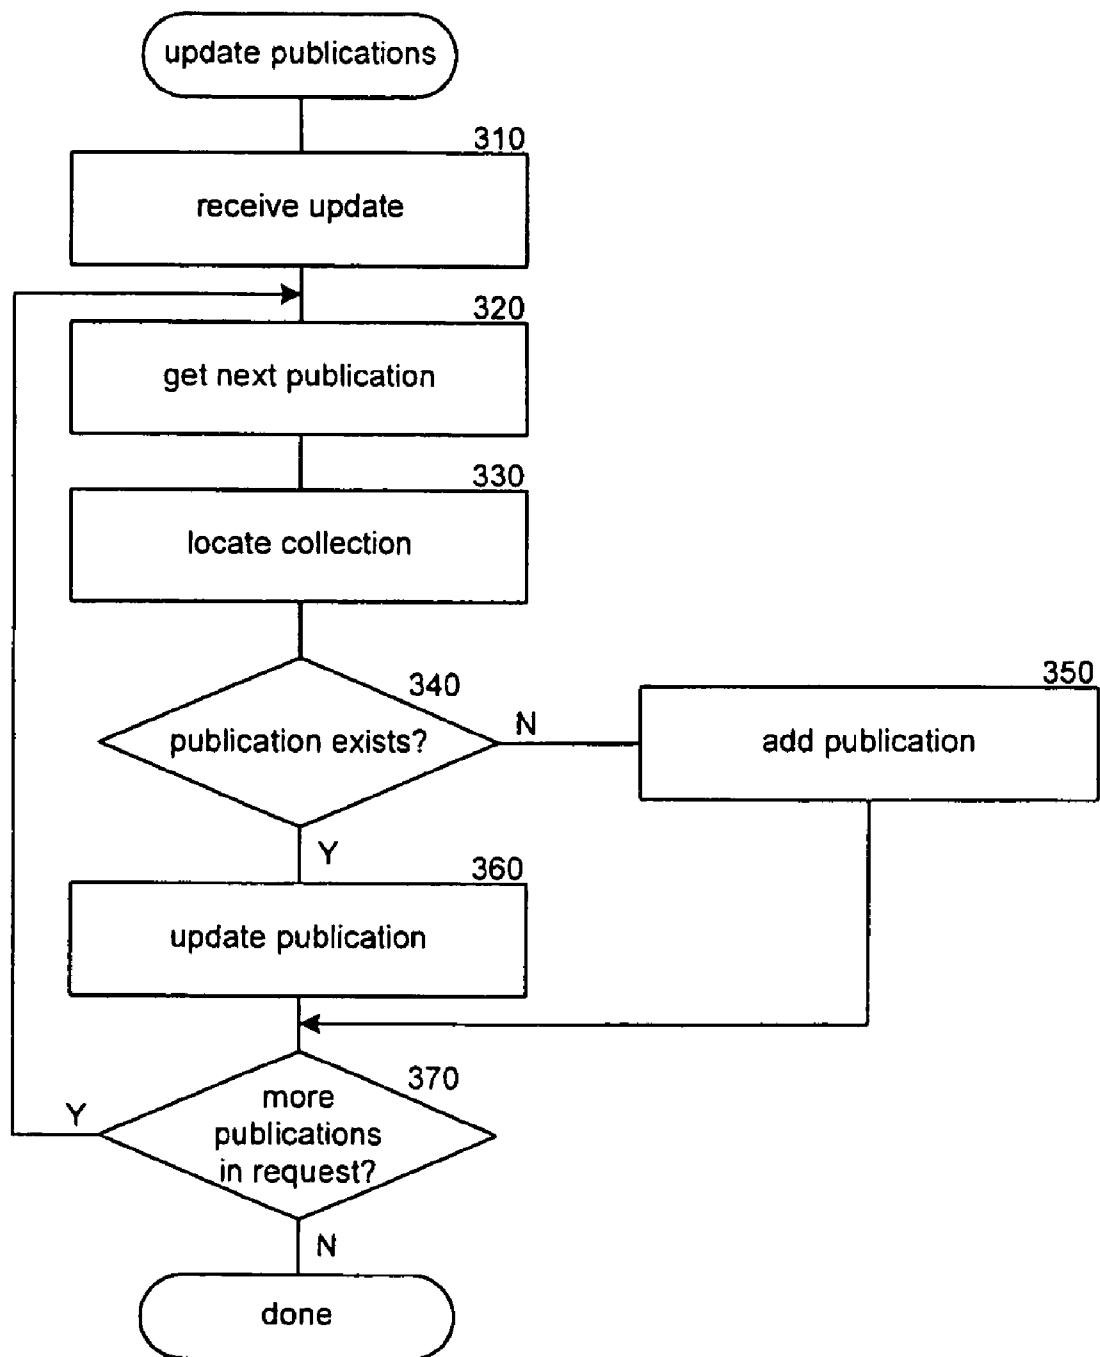 update publications
310
receive update
320
get next publication
330
locate collection
340
publication exists?
N
350
add publication
Y
360
update publication
370
more
publications
in request?
Y
N
done